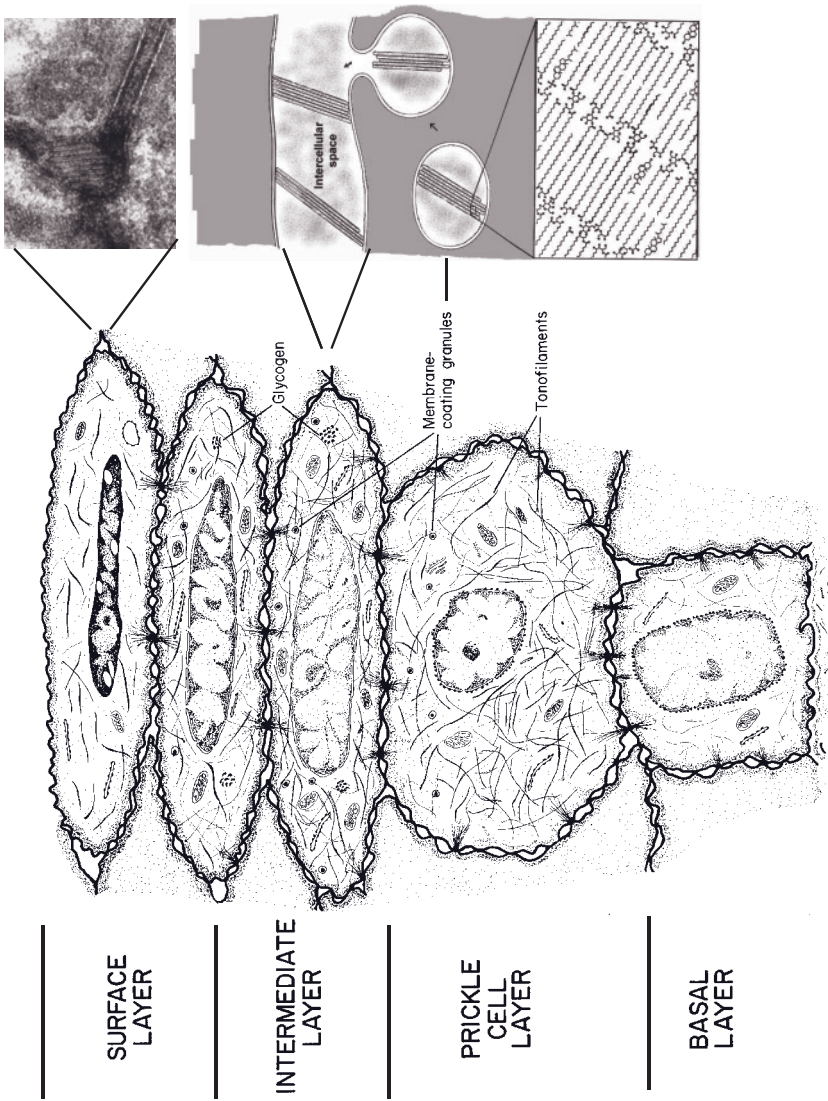 Intercellular
space
Glycogen
Membrane-
coating granules
Tonofilaments
SURFACE
LAYER
INTERMEDIATE
LAYER
PRICKLE
CELL
LAYER
BASAL
LAYER